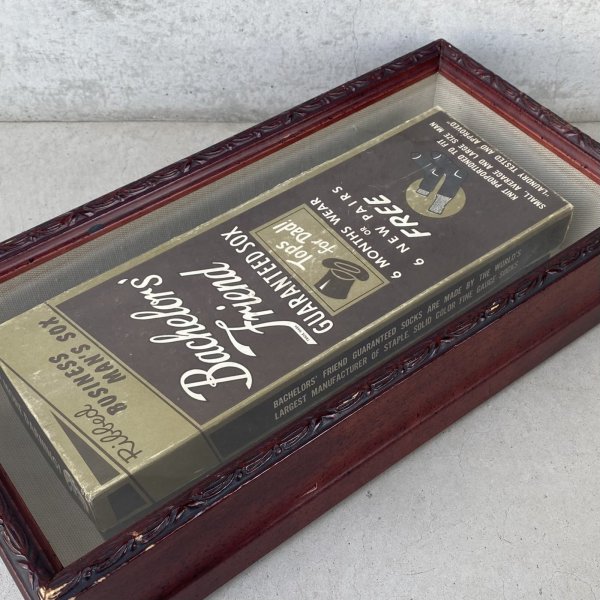 Ribbed
BUSINESS
MAN'S SOX
Bachelors'
Friend
GUARANTEED SOX
Tops
for Dad!
6 MONTHS WEAR
OR
6 NEW PAIRS
FREE
KNIT PROPORTIONED TO FIT
SMALL, AVERAGE AND LARGE SIZE MAN
"LAUNDRY TESTED AND APPROVED"
BACHELORS' FRIEND GUARANTEED SOCKS ARE MADE BY THE WORLD'S
LARGEST MANUFACTURER OF STAPLE, SOLID COLOR FINE GAUGE SOCKS.